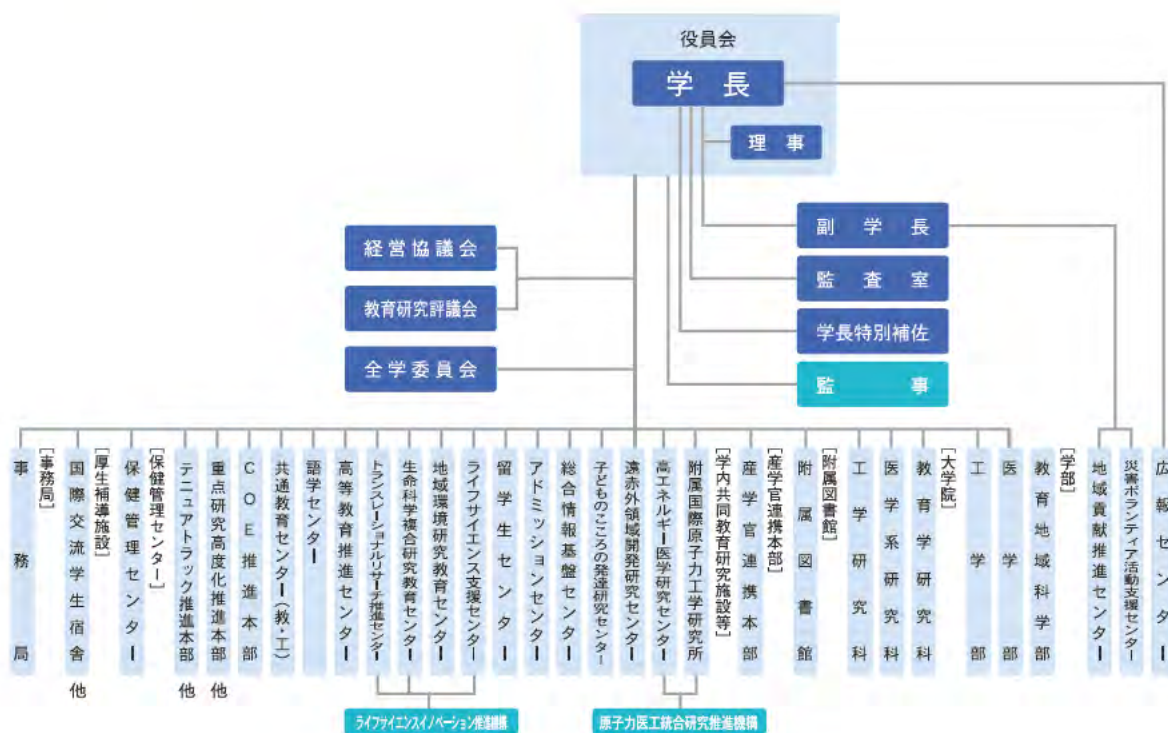 役員会
学長
理事
副学長
監査室
学長特別補佐
監事
経営協議会
教育研究評議会
全学委員会
広報センター
災害ボランティア活動支援センター
地域貢献推進センター
[学部]
教育地域科学部
医学部
工学部
[大学院]
教育学研究科
医学系研究科
工学研究科
[附属図書館]
附属図書館
[産学官連携本部]
産学官連携本部
[学内共同教育研究施設等]
附属国際原子力工学研究所
高エネルギー医学研究センター
遠赤外領域開発研究センター
子どものこころの発達研究センター
総合情報基盤センター
アドミッションセンター
留学生センター
ライフサイエンス支援センター
地域環境研究教育センター
生命科学複合研究教育センター
トランスレーショナルリサーチ推進センター
高等教育推進センター
語学センター
共通教育センター(教・工)
COE推進本部
重点研究高度化推進本部 他
テニュアトラック推進本部 他
[保健管理センター]
保健管理センター
[厚生補導施設]
国際交流学生宿舎 他
[事務局]
事務局
ライフサイエンスイノベーション推進機構
原子力医工統合研究推進機構